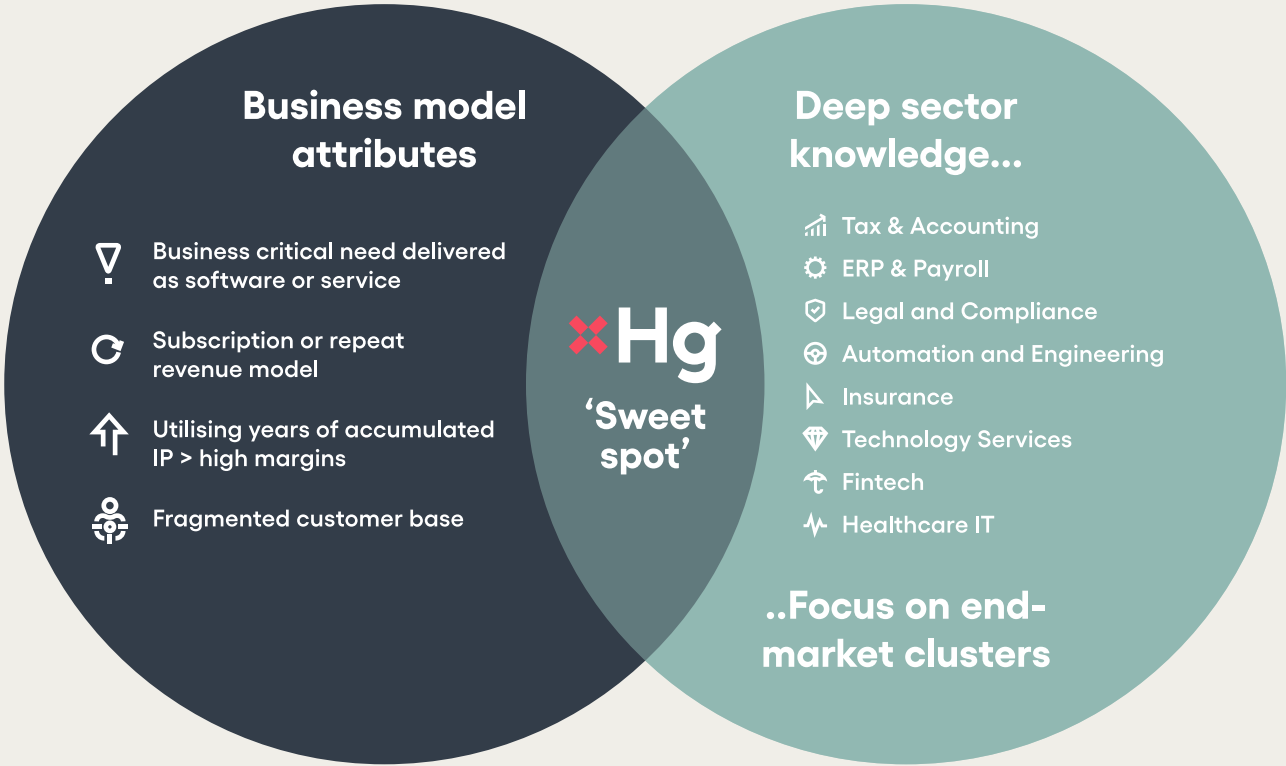 Business model
attributes
Business critical need delivered
as software or service
Subscription or repeat
revenue model
Utilising years of accumulated
IP > high margins
Fragmented customer base
Hg
‘Sweet
spot’
Deep sector
knowledge...
Tax & Accounting
ERP & Payroll
Legal and Compliance
Automation and Engineering
Insurance
Technology Services
Fintech
Healthcare IT
..Focus on end-
market clusters